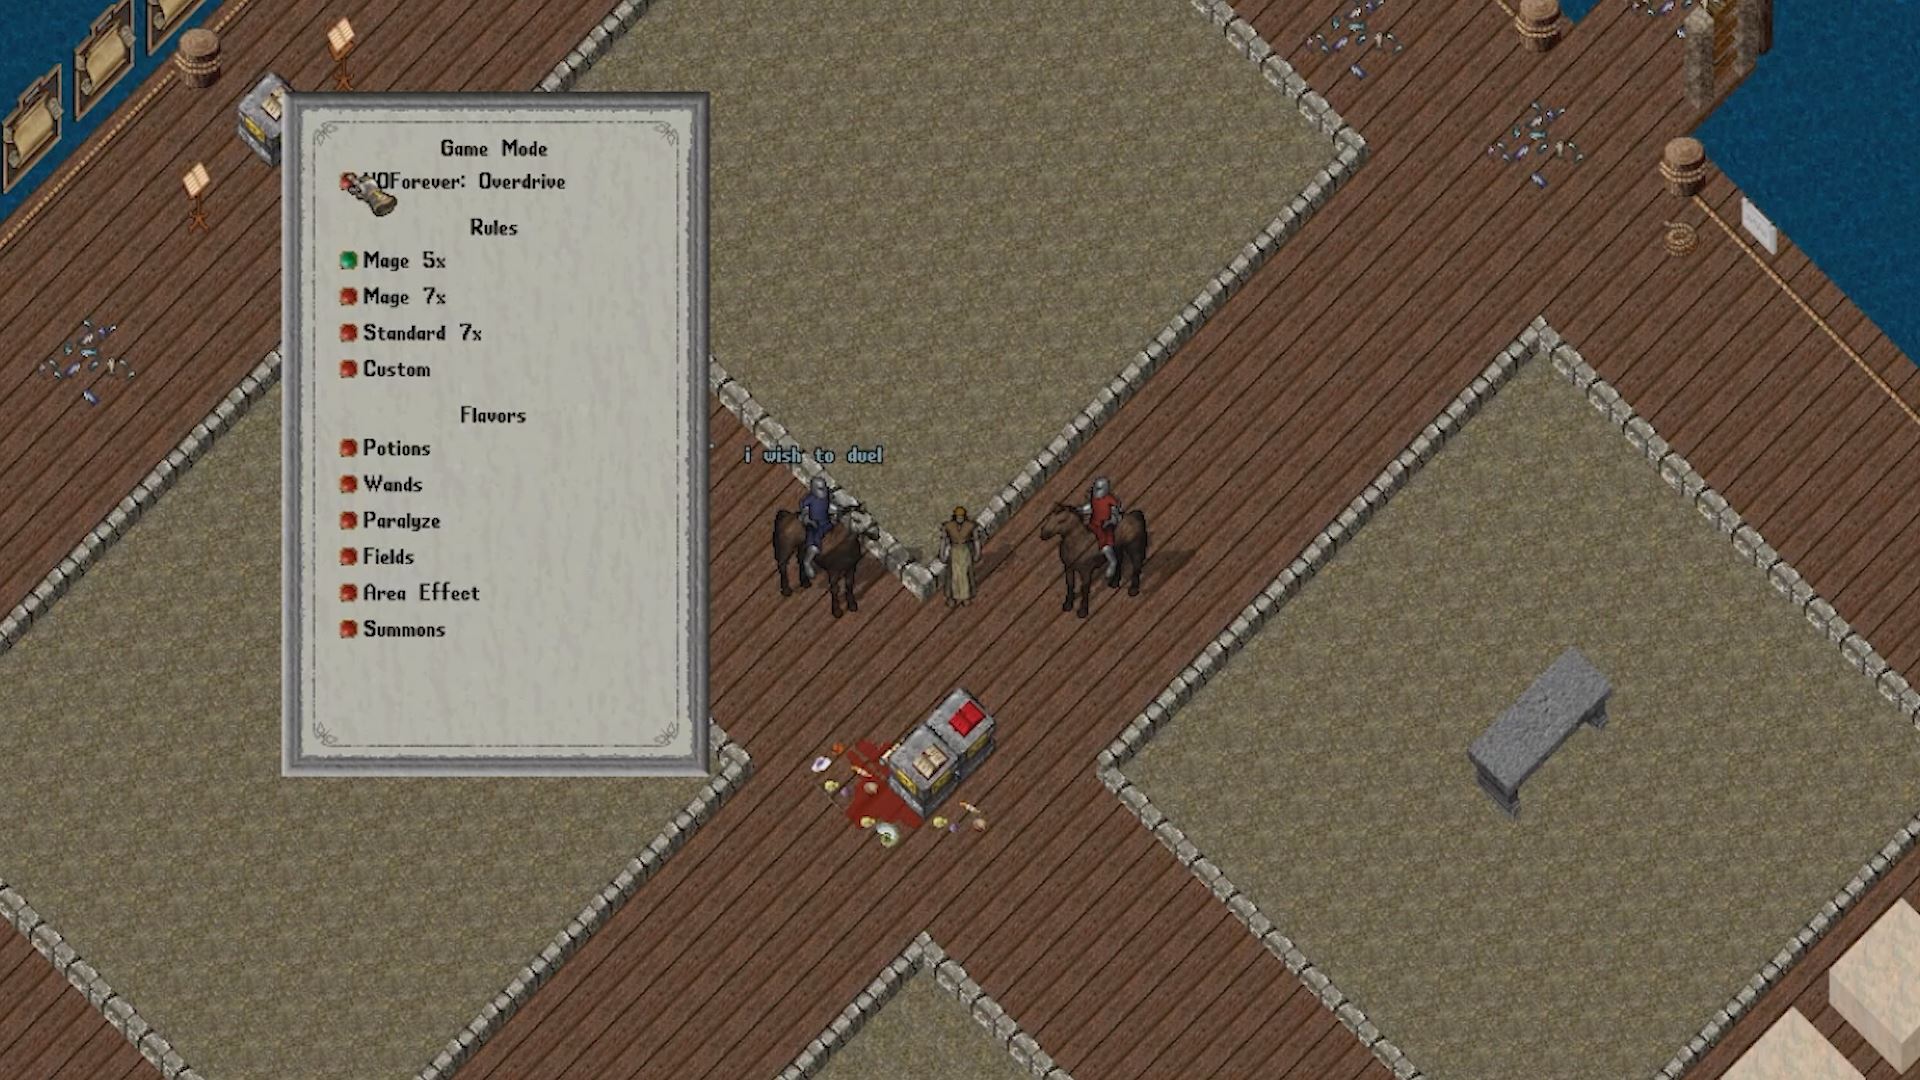 Game Mode
UOForever: Overdrive
Rules
Mage 5x
Mage 7x
Standard 7x
Custom
Flavors
Potions
i wish to duel
Wands
Paralyze
Fields
Area Effect
Summons